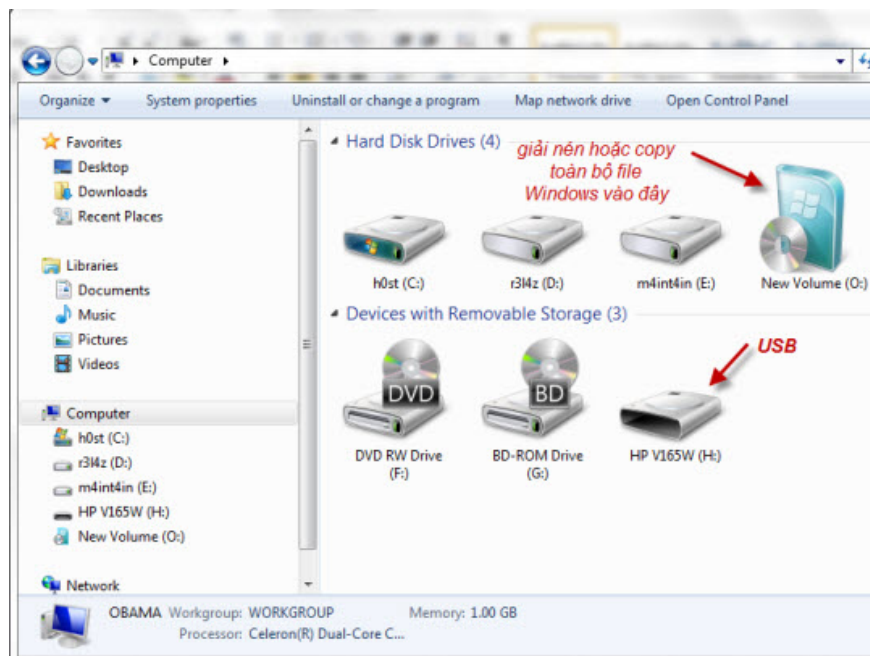 Computer
Organize
System properties
Uninstall or change a program
Map network drive
Open Control Panel
Favorites
Desktop
Downloads
Recent Places
Libraries
Documents
Music
Pictures
Videos
Computer
h0st (C:)
r3l4z (D:)
m4int4in (E:)
HP V165W (H:)
New Volume (O:)
Network
Hard Disk Drives (4)
giải nén hoặc copy
toàn bộ file
Windows vào đây
h0st (C:)
r3l4z (D:)
m4int4in (E:)
New Volume (O:)
Devices with Removable Storage (3)
USB
DVD
BD
DVD RW Drive
(F:)
BD-ROM Drive
(G:)
HP V165W (H:)
OBAMA Workgroup: WORKGROUP Memory: 1.00 GB
Processor: Celeron(R) Dual-Core C...